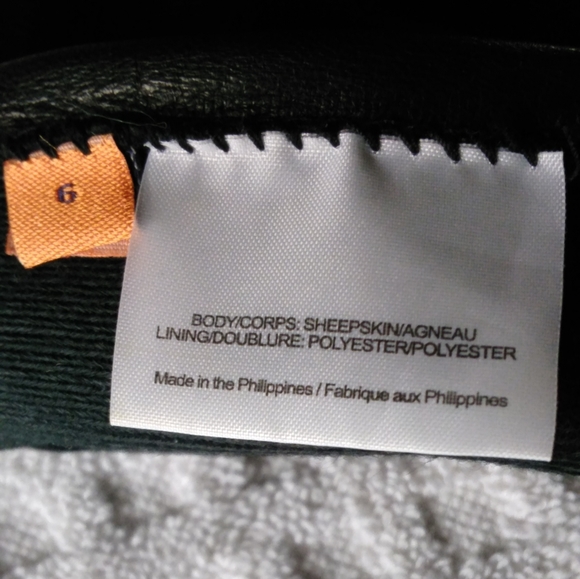 6
BODY/CORPS: SHEEPSKIN/AGNEAU
LINING/DOUBLURE: POLYESTER/POLYESTER
Made in the Philippines / Fabrique aux Philippines